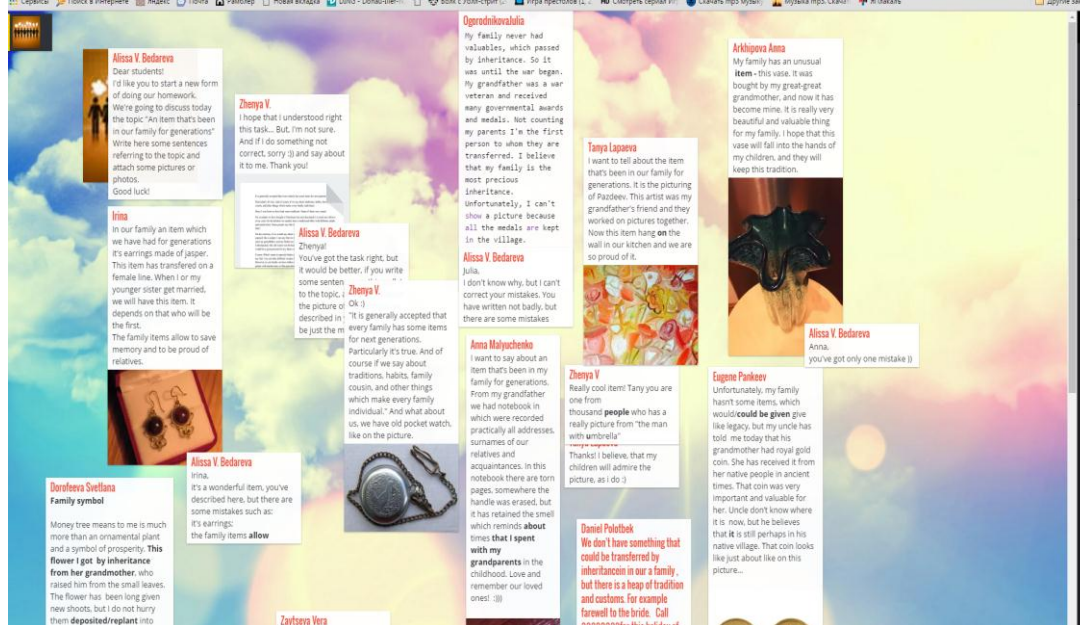 Сервисы
Поиск в Интернете
Яндекс
Почта
Рамблер
Новая вкладка
Игра престолов (1, 2
HD Смотреть сериал Иг
Скачать mp3 музык
Музыка mp3. Скачат
ЯПлакалъ
Другие за
Alissa V. Bedareva
Dear students!
I'd like you to start a new form
of doing our homework.
We're going to discuss today
the topic "An item that's been
in our family for generations"
Write here some sentences
referring to the topic and
attach some pictures or
photos.
Good luck!
Irina
In our family an item which
we have had for generations
it's earrings made of jasper.
This item has transfered on a
female line. When I or my
younger sister get married,
we will have this item. It
depends on that who will be
the first.
The family items allow to save
memory and to be proud of
relatives.
Alissa V. Bedareva
Irina,
it's a wonderful item, you've
described here, but there are
some mistakes such as:
it's earrings;
the family items allow
Dorofeeva Svetlana
Family symbol
Money tree means to me is much
more than an ornamental plant
and a symbol of prosperity. This
flower I got by inheritance
from her grandmother, who
raised him from the small leaves.
The flower has been long given
new shoots, but I do not hurry
them deposited/replant into
Zhenya V.
I hope that I understood right
this task... But, I'm not sure.
And If I do something not
correct, sorry :)) and say about
it to me. Thank you!
Alissa V. Bedareva
Zhenya!
You've got the task right, but
it would be better, if you write
some senten
to the topic, a
the picture of
described in
be just the m
Zhenya V.
Ok :)
"It is generally accepted that
every family has some items
for next generations.
Particularly it's true. And of
course if we say about
traditions, habits, family
cousin, and other things
which make every family
individual." And what about
us, we have old pocket watch,
like on the picture.
Zaytseva Vera
OgorodnikovaJulia
My family never had
valuables, which passed
by inheritance. So it
was until the war began.
My grandfather was a war
veteran and received
many governmental awards
and medals. Not counting
my parents I'm the first
person to whom they are
transferred. I believe
that my family is the
most precious
inheritance.
Unfortunately, I can't
show a picture because
all the medals are kept
in the village.
Alissa V. Bedareva
Julia,
I don't know why, but I can't
correct your mistakes. You
have written not badly, but
there are some mistakes
Anna Malyuchenko
I want to say about an
item that's been in my
family for generations.
From my grandfather
we had notebook in
which were recorded
practically all addresses,
surnames of our
relatives and
acquaintances. In this
notebook there are torn
pages, somewhere the
handle was erased, but
it has retained the smell
which reminds about
times that I spent
with my
grandparents in the
childhood. Love and
remember our loved
ones! :)))
Tanya Lapaeva
I want to tell about the item
that's been in our family for
generations. It is the picturing
of Pazdeev. This artist was my
grandfather's friend and they
worked on pictures together.
Now this item hang on the
wall in our kitchen and we are
so proud of it.
Zhenya V
Really cool item! Tany you are
one from
thousand people who has a
really picture from "the man
with umbrella"
Tanya Lapaeva
Thanks! I believe, that my
children will admire the
picture, as i do :)
Daniel Polotbek
We don't have something that
could be transferred by
inheritancein in our a family ,
but there is a heap of tradition
and customs. For example
farewell to the bride. Call
Arkhipova Anna
My family has an unusual
item - this vase. It was
bought by my great-great
grandmother, and now it has
become mine. It is really very
beautiful and valuable thing
for my family. I hope that this
vase will fall into the hands of
my children, and they will
keep this tradition.
Alissa V. Bedareva
Anna,
you've got only one mistake ))
Eugene Pankeev
Unfortunately, my family
hasn't some items, which
would/could be given give
like legacy, but my uncle has
told me today that his
grandmother had royal gold
coin. She has received it from
her native people in ancient
times. That coin was very
important and valuable for
her. Uncle don't know where
it is now, but he believes
that it is still perhaps in his
native village. That coin looks
like just about like on this
picture...